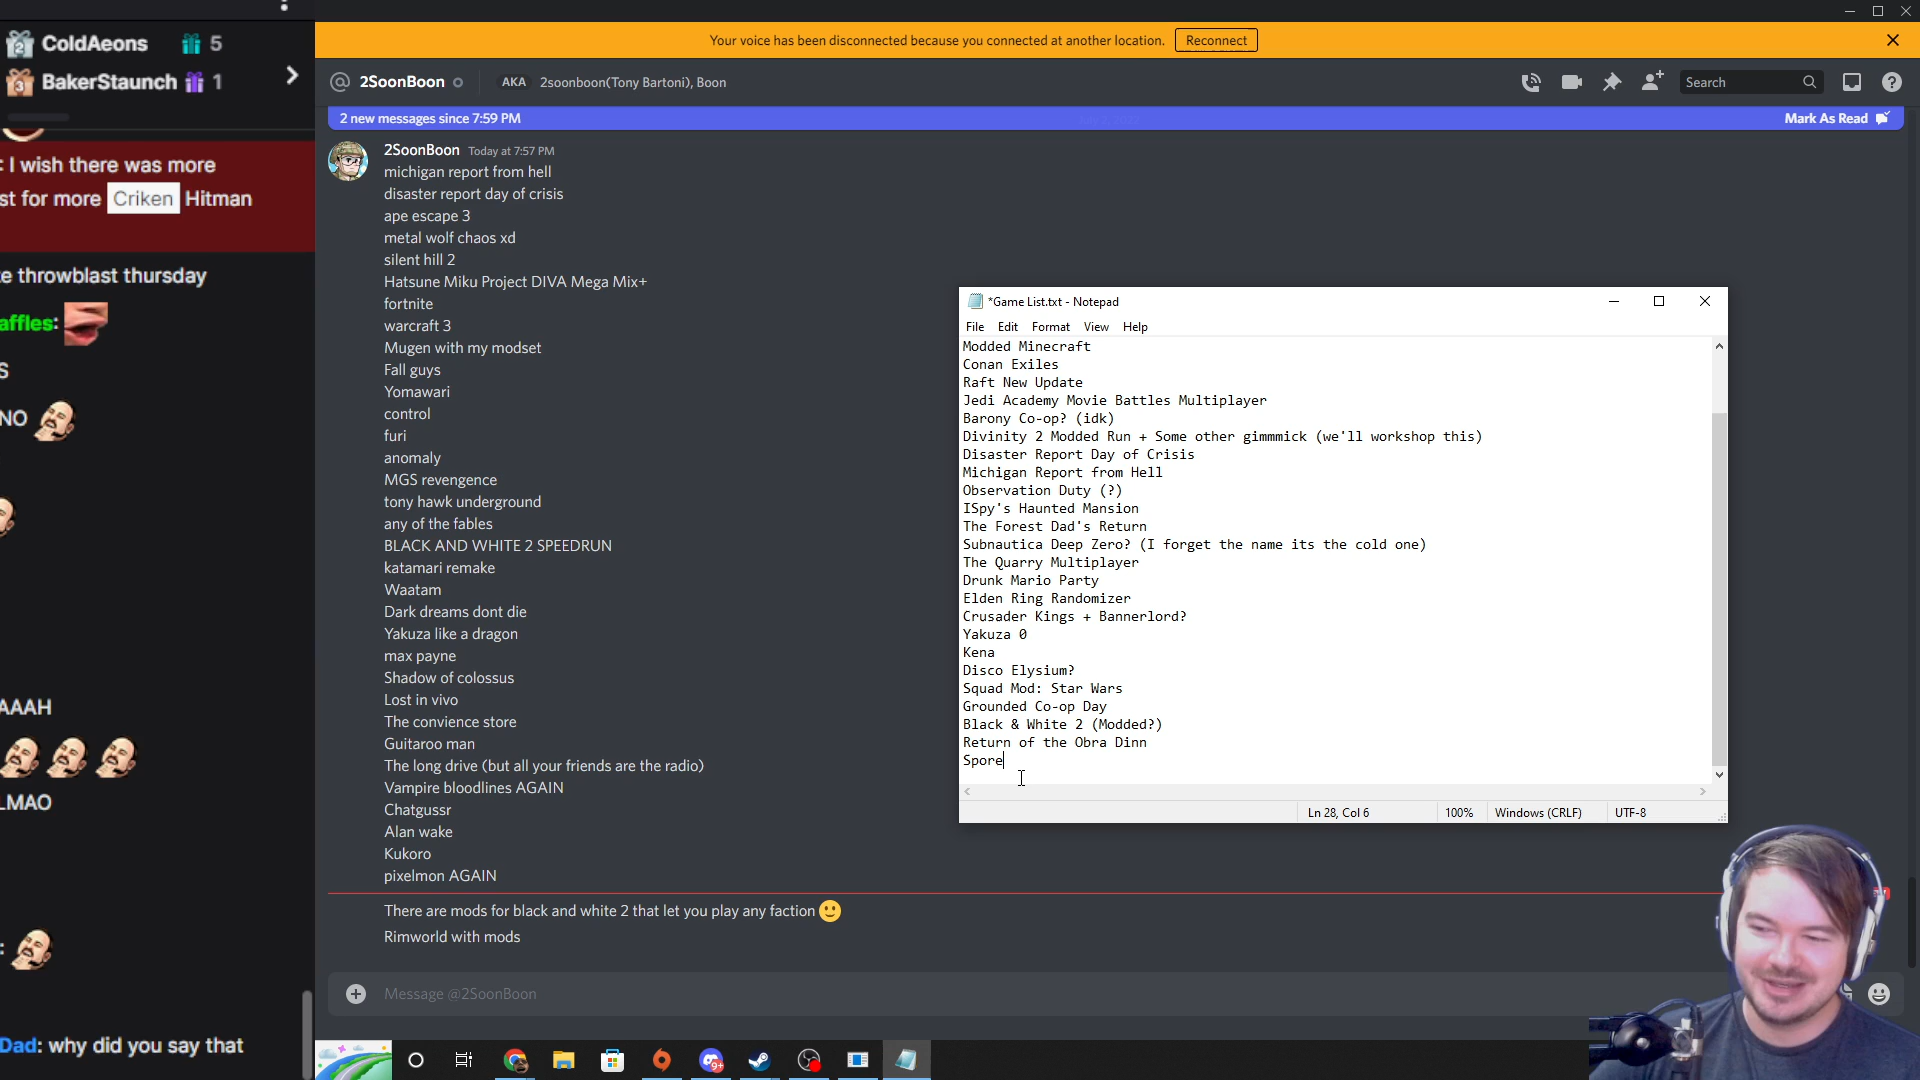 ColdAeons 5
BakerStaunch 1
: I wish there was more
st for more Criken Hitman
e throwblast thursday
affles:
S
NO
AAAH
LMAO
:
Dad: why did you say that
Your voice has been disconnected because you connected at another location. Reconnect
2SoonBoon AKA 2soonboon(Tony Bartoni), Boon
Search
2 new messages since 7:59 PM
Mark As Read
2SoonBoon Today at 7:57 PM
michigan report from hell
disaster report day of crisis
ape escape 3
metal wolf chaos xd
silent hill 2
Hatsune Miku Project DIVA Mega Mix+
fortnite
warcraft 3
Mugen with my modset
Fall guys
Yomawari
control
furi
anomaly
MGS revengence
tony hawk underground
any of the fables
BLACK AND WHITE 2 SPEEDRUN
katamari remake
Waatam
Dark dreams dont die
Yakuza like a dragon
max payne
Shadow of colossus
Lost in vivo
The convience store
Guitaroo man
The long drive (but all your friends are the radio)
Vampire bloodlines AGAIN
Chatgussr
Alan wake
Kukoro
pixelmon AGAIN
There are mods for black and white 2 that let you play any faction
Rimworld with mods
Message @2SoonBoon
*Game List.txt - Notepad
File Edit Format View Help
Modded Minecraft
Conan Exiles
Raft New Update
Jedi Academy Movie Battles Multiplayer
Barony Co-op? (idk)
Divinity 2 Modded Run + Some other gimmmick (we'll workshop this)
Disaster Report Day of Crisis
Michigan Report from Hell
Observation Duty (?)
ISpy's Haunted Mansion
The Forest Dad's Return
Subnautica Deep Zero? (I forget the name its the cold one)
The Quarry Multiplayer
Drunk Mario Party
Elden Ring Randomizer
Crusader Kings + Bannerlord?
Yakuza 0
Kena
Disco Elysium?
Squad Mod: Star Wars
Grounded Co-op Day
Black & White 2 (Modded?)
Return of the Obra Dinn
Spore
Ln 28, Col 6 100% Windows (CRLF) UTF-8
9+